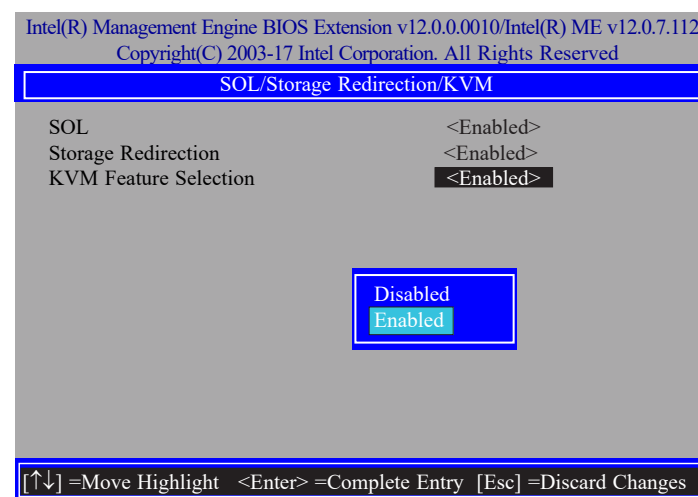 Intel(R) Management Engine BIOS Extension v12.0.0.0010/Intel(R) ME v12.0.7.112
Copyright(C) 2003-17 Intel Corporation. All Rights Reserved
SOL/Storage Redirection/KVM
SOL <Enabled>
Storage Redirection <Enabled>
KVM Feature Selection <Enabled>
Disabled
Enabled
[↑↓] =Move Highlight <Enter> =Complete Entry [Esc] =Discard Changes